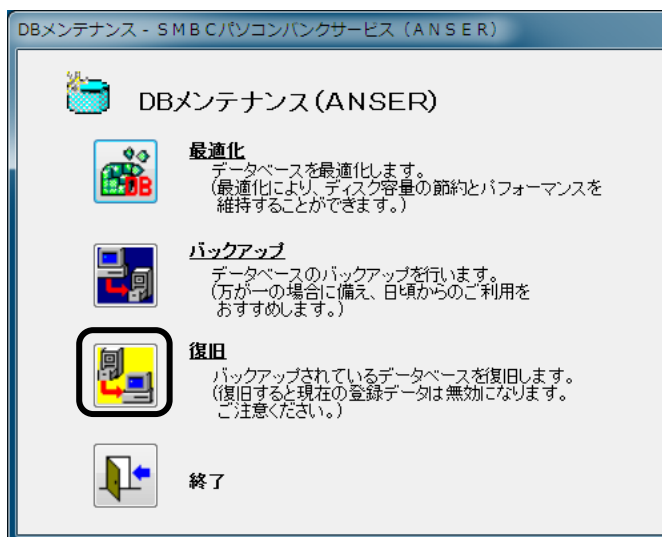 DBメンテナンス - ＳＭＢＣパソコンバンクサービス（ＡＮＳＥＲ）
DBメンテナンス(ANSER)
最適化
データベースを最適化します。
(最適化により、ディスク容量の節約とパフォーマンスを
維持することができます。)
DB
バックアップ
データベースのバックアップを行います。
(万が一の場合に備え、日頃からのご利用を
おすすめします。)
復旧
バックアップされているデータベースを復旧します。
(復旧すると現在の登録データは無効になります。
ご注意ください。)
終了